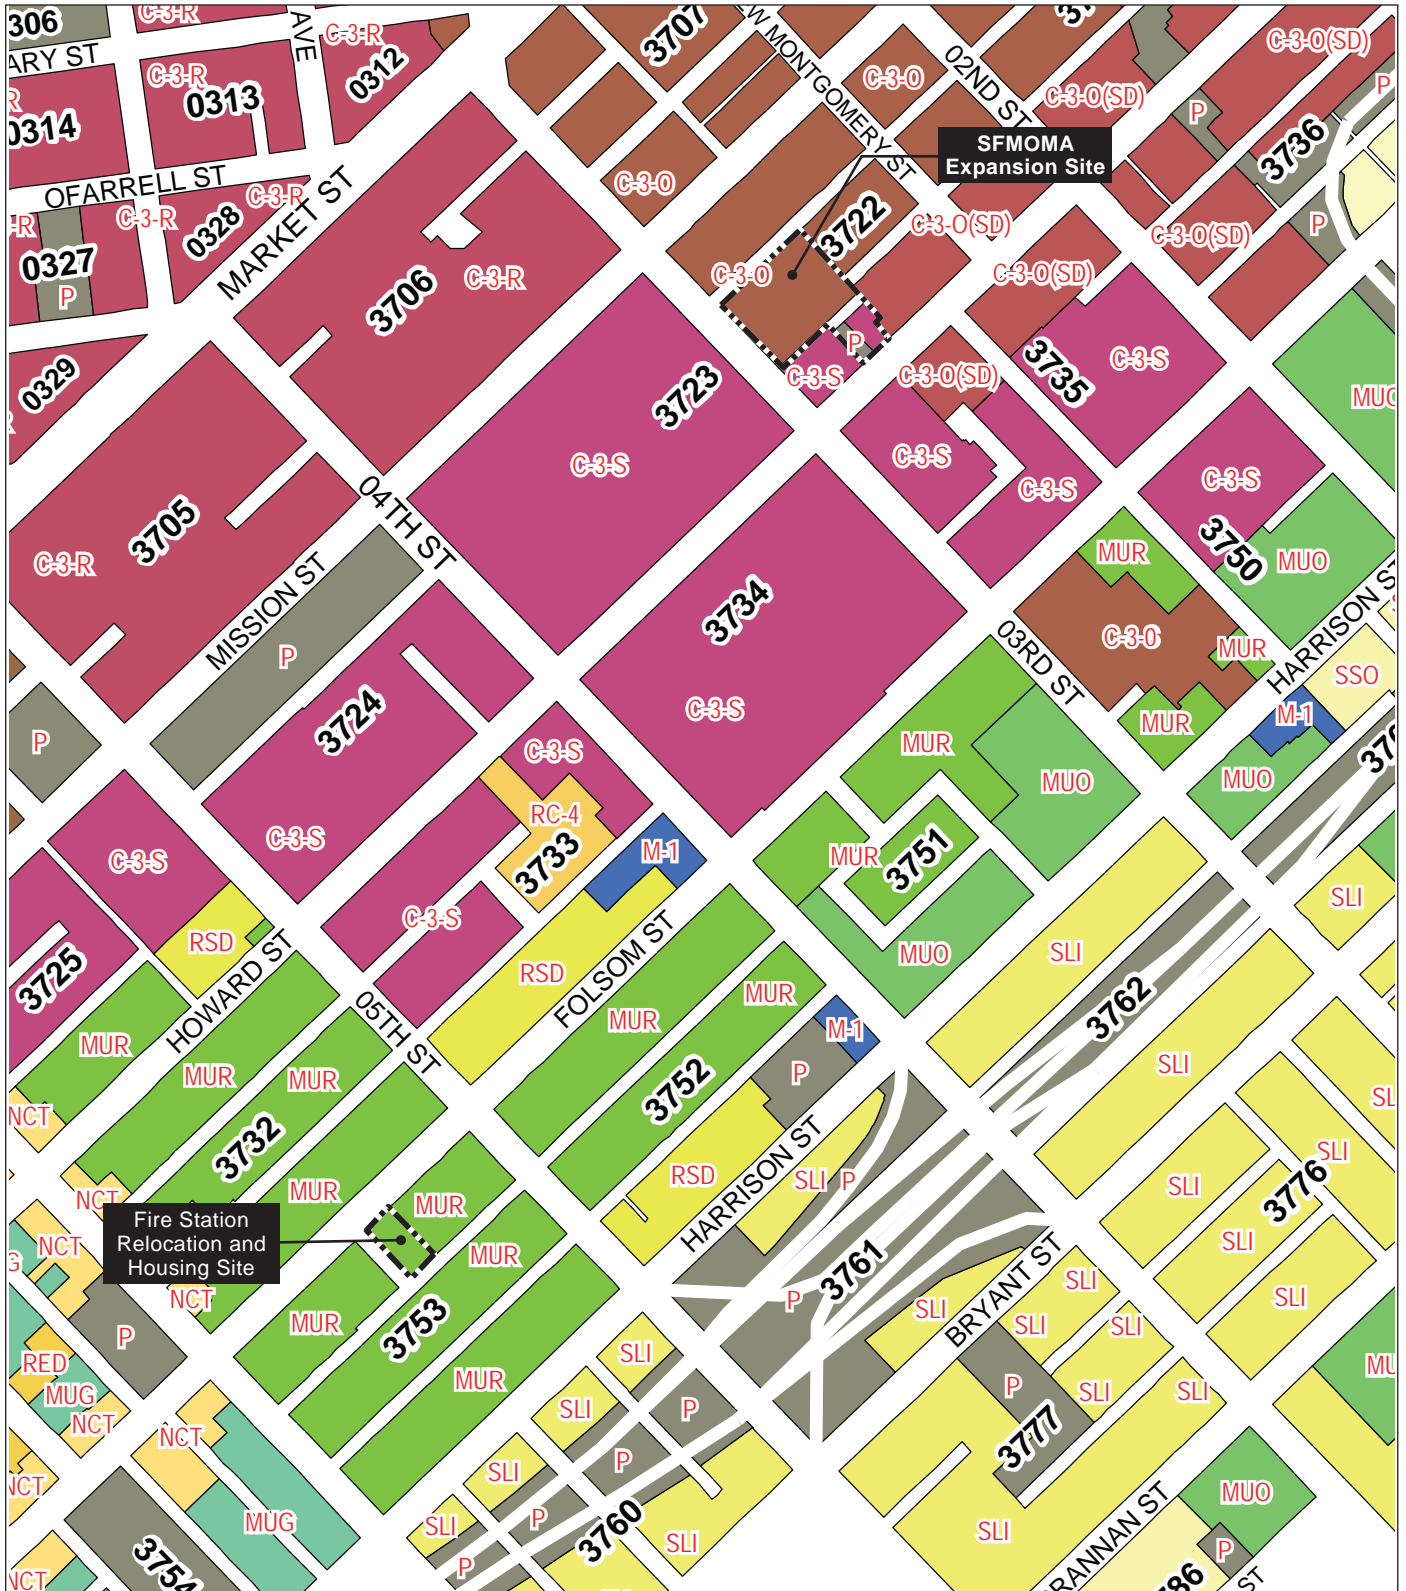 306
C-3-R
AVE
C-3-R
ARY ST
C-3-R
0312
0313
0314
OFARRELL ST
C-3-R
C-3-R
0328
MARKET ST
0327
P
0329
3707
W MONTGOMERY ST
02ND ST
C-3-O
C-3-O(SD)
C-3-O(SD)
P
P
3736
SFMOMA
Expansion Site
C-3-O
3722
C-3-O(SD)
C-3-O(SD)
P
C-3-O
C-3-O(SD)
P
C-3-S
C-3-R
3706
C-3-O(SD)
3735
C-3-S
MUO
3723
C-3-S
C-3-S
C-3-S
C-3-S
3750
MUO
3705
C-3-R
04TH ST
MISSION ST
P
MUR
C-3-O
MUR
HARRISON ST
3734
C-3-S
03RD ST
SSO
M-1
MUR
MUO
P
3724
C-3-S
C-3-S
RC-4
3733
M-1
MUR
MUO
MUR
3751
MUO
C-3-S
C-3-S
RSD
3725
HOWARD ST
05TH ST
RSD
FOLSOM ST
SLI
SLI
3762
SLI
MUR
MUR
MUR
MUR
MUR
M-1
P
3752
NCT
3732
RSD
HARRISON ST
SLI
P
SLI
SLI
3776
NCT
MUR
MUR
Fire Station
Relocation and
Housing Site
NCT
MUR
SLI
SLI
NCT
MUR
3753
MUR
3761
P
SLI
BRYANT ST
SLI
SLI
SLI
P
RED
MUG
NCT
SLI
SLI
P
P
SLI
SLI
3777
NCT
SLI
P
NCT
MUG
SLI
P
3760
SLI
P
SLI
MUO
P
RANNAN ST
3754
NCT
ST